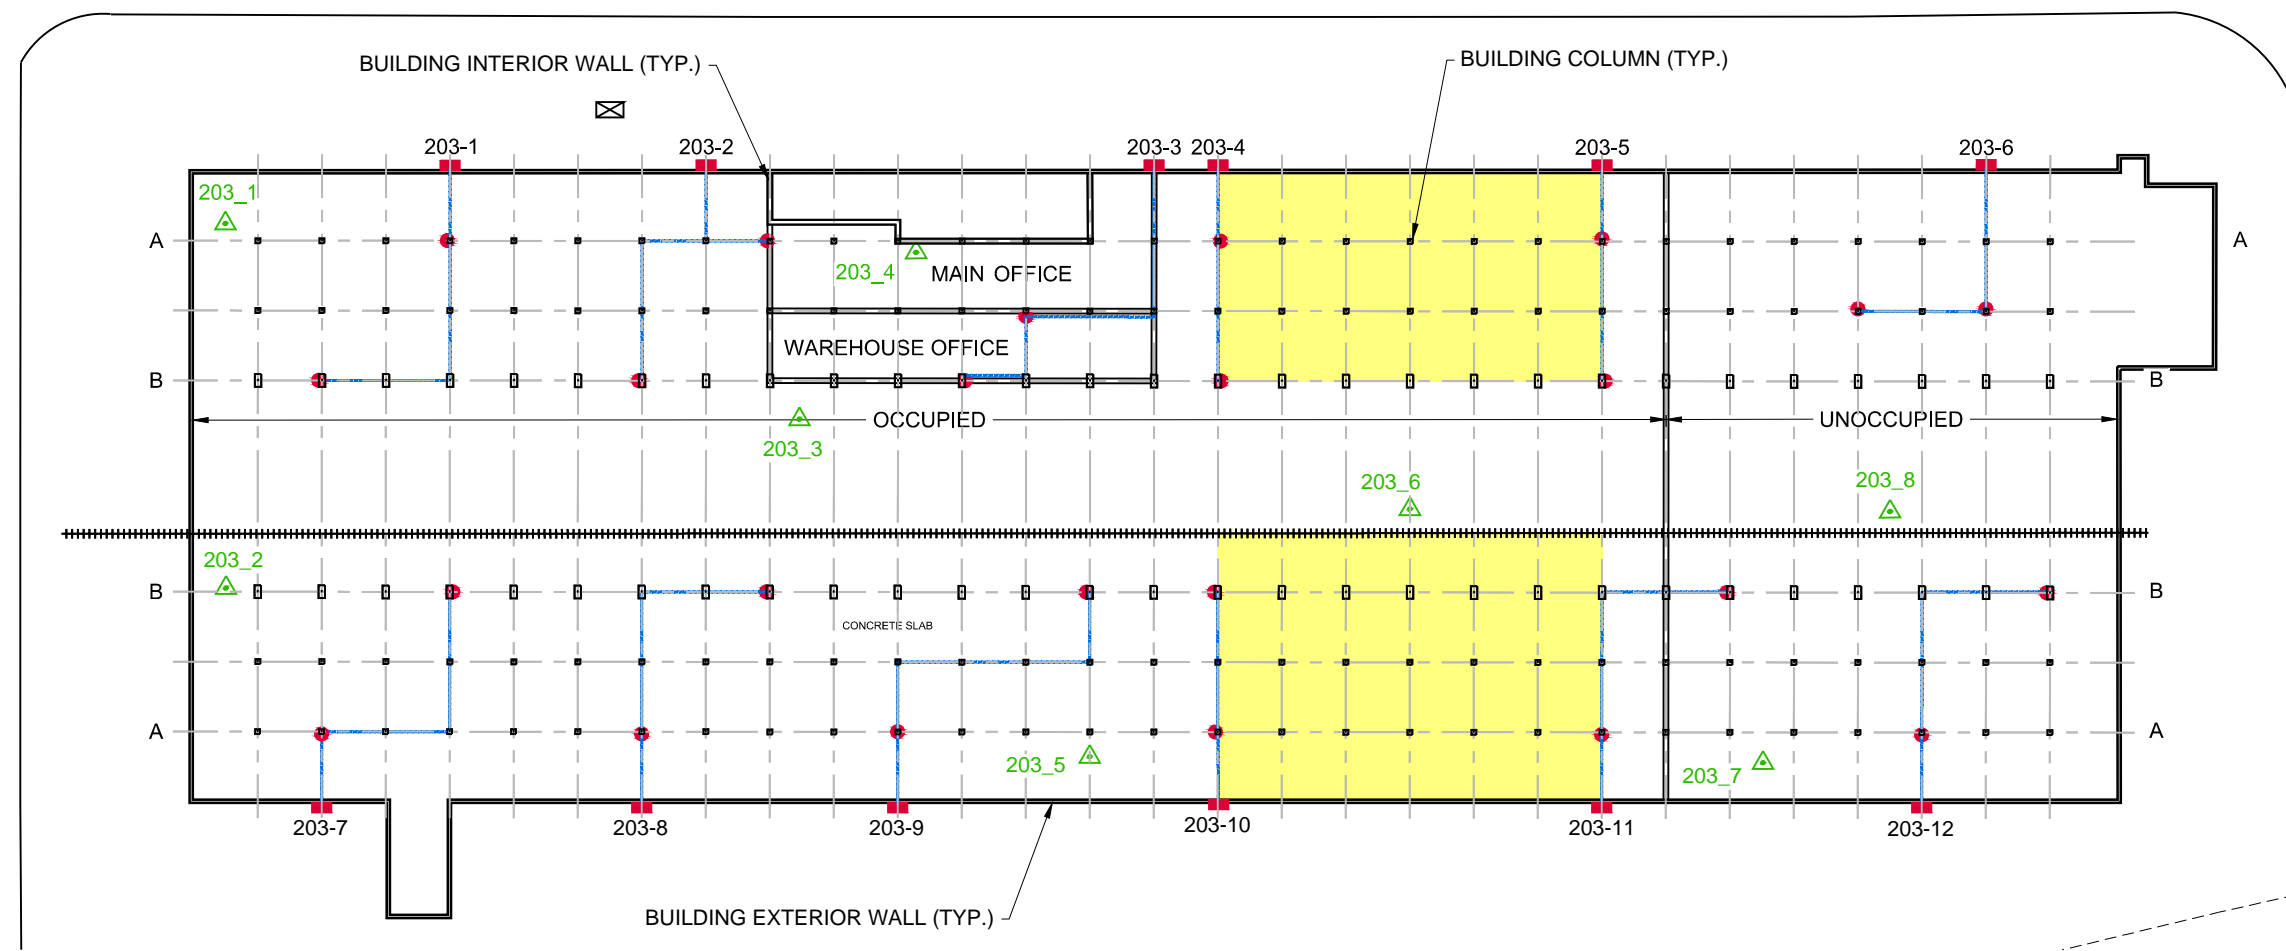 BUILDING INTERIOR WALL (TYP.)
BUILDING COLUMN (TYP.)
203-1
203-2
203-3
203-4
203-5
203-6
203_1
A
A
203_4
MAIN OFFICE
WAREHOUSE OFFICE
B
B
OCCUPIED
UNOCCUPIED
203_3
203_6
203_8
203_2
B
B
CONCRETE SLAB
A
A
203_5
203_7
203-7
203-8
203-9
203-10
203-11
203-12
BUILDING EXTERIOR WALL (TYP.)